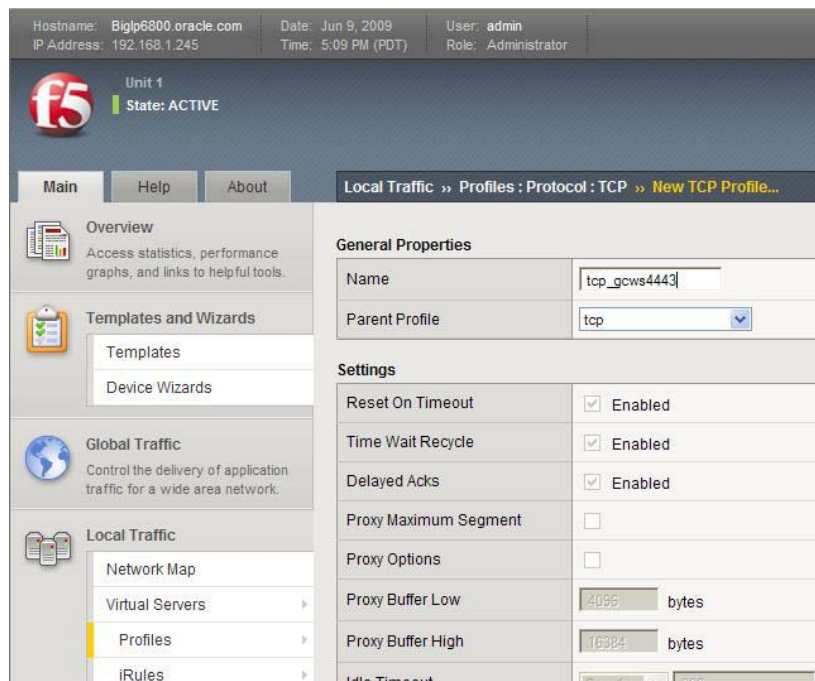 Hostname: BigIp6800.oracle.com Date: Jun 9, 2009 User: admin
IP Address: 192.168.1.245 Time: 5:09 PM (PDT) Role: Administrator
f5
Unit 1
State: ACTIVE
Main Help About
Local Traffic ›› Profiles : Protocol : TCP ›› New TCP Profile...
Overview
Access statistics, performance
graphs, and links to helpful tools.
Templates and Wizards
Templates
Device Wizards
Global Traffic
Control the delivery of application
traffic for a wide area network.
Local Traffic
Network Map
Virtual Servers
Profiles
iRules
General Properties
Name tcp_gcws4443
Parent Profile tcp
Settings
Reset On Timeout Enabled
Time Wait Recycle Enabled
Delayed Acks Enabled
Proxy Maximum Segment
Proxy Options
Proxy Buffer Low 4096 bytes
Proxy Buffer High 16384 bytes
Idle Timeout